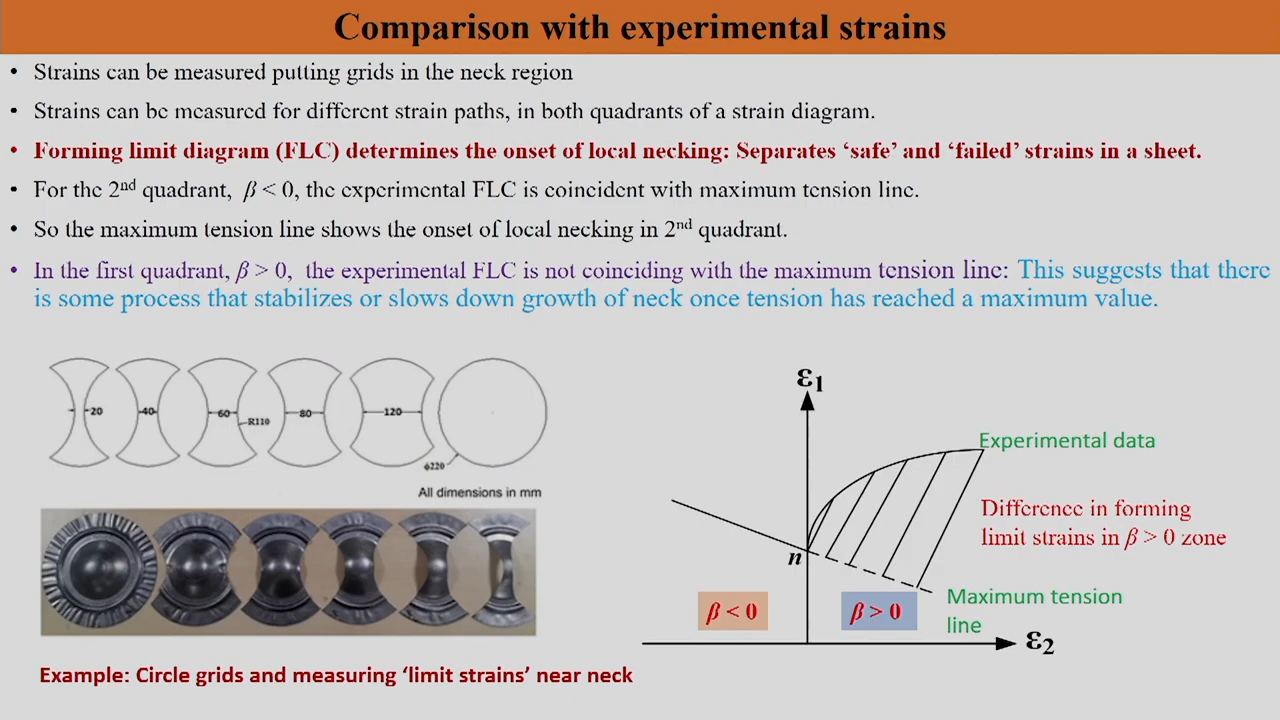 Comparison with experimental strains
• Strains can be measured putting grids in the neck region
• Strains can be measured for different strain paths, in both quadrants of a strain diagram.
• Forming limit diagram (FLC) determines the onset of local necking: Separates ‘safe’ and ‘failed’ strains in a sheet.
• For the 2nd quadrant, β < 0, the experimental FLC is coincident with maximum tension line.
• So the maximum tension line shows the onset of local necking in 2nd quadrant.
• In the first quadrant, β > 0, the experimental FLC is not coinciding with the maximum tension line: This suggests that there
is some process that stabilizes or slows down growth of neck once tension has reached a maximum value.
20 40 60 R110 80 120 ϕ220
All dimensions in mm
Example: Circle grids and measuring ‘limit strains’ near neck
ε1
Experimental data
Difference in forming
limit strains in β > 0 zone
n
β < 0
β > 0
Maximum tension
line
ε2